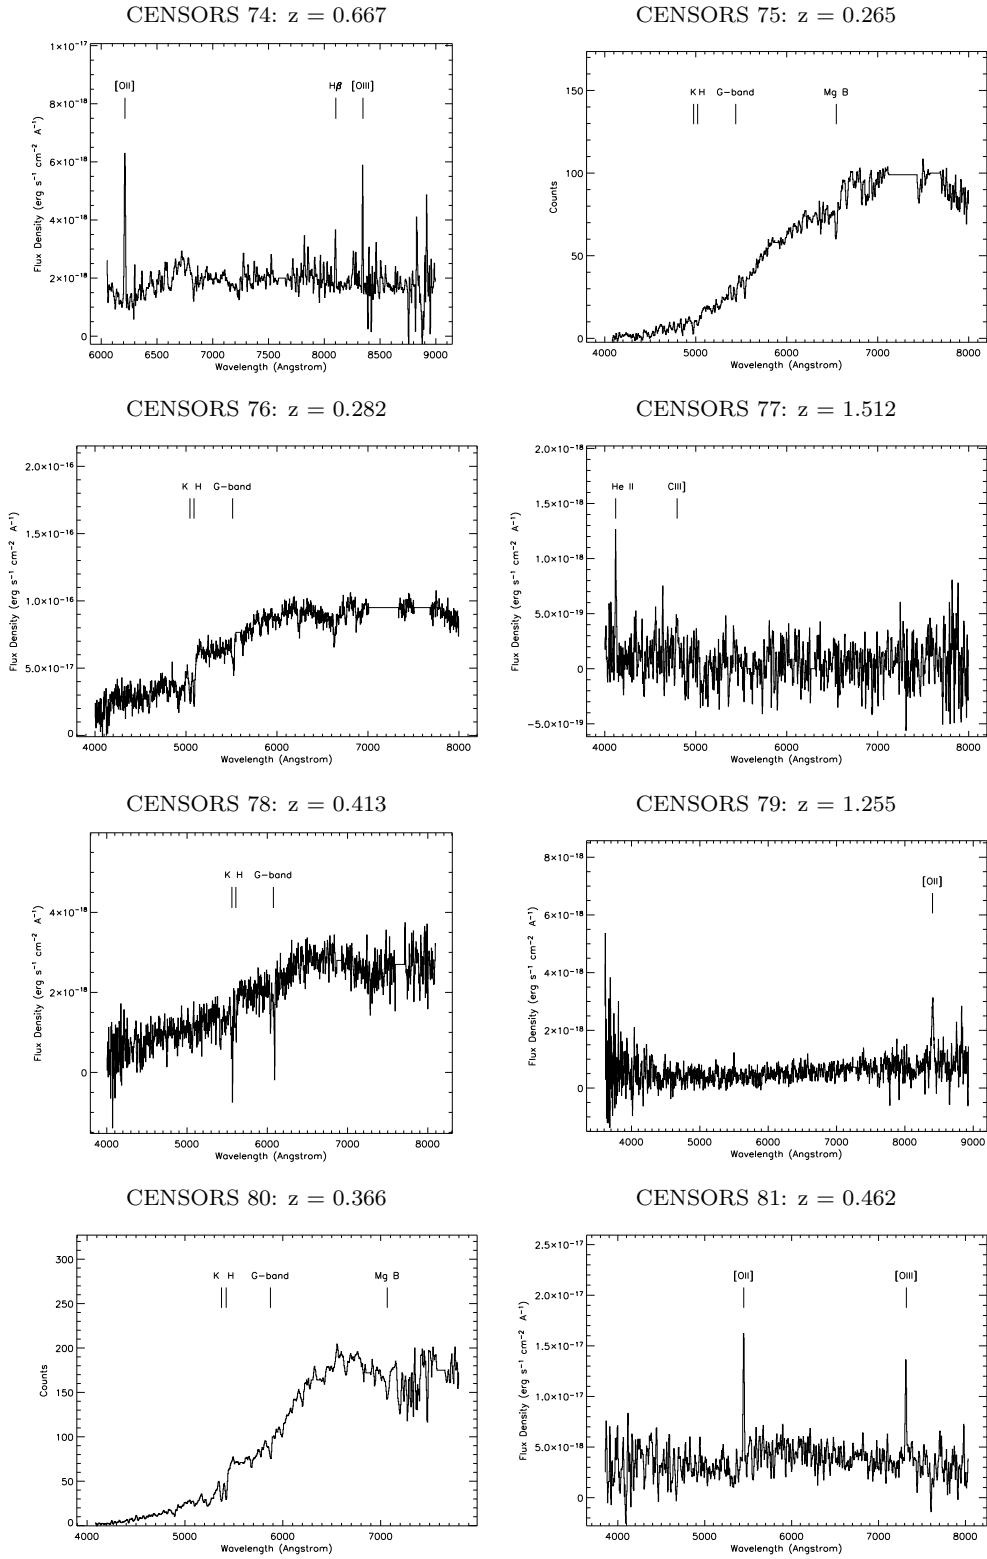 CENSORS 74: z = 0.667
1×10⁻¹⁷
8×10⁻¹⁸
6×10⁻¹⁸
4×10⁻¹⁸
2×10⁻¹⁸
0
Flux Density (erg s⁻¹ cm⁻² A⁻¹)
[OII]
Hβ
[OIII]
6000 6500 7000 7500 8000 8500 9000
Wavelength (Angstrom)
CENSORS 75: z = 0.265
150
100
50
0
Counts
K H G-band Mg B
4000 5000 6000 7000 8000
Wavelength (Angstrom)
CENSORS 76: z = 0.282
2.0×10⁻¹⁶
1.5×10⁻¹⁶
1.0×10⁻¹⁶
5.0×10⁻¹⁷
0
Flux Density (erg s⁻¹ cm⁻² A⁻¹)
K H G-band
4000 5000 6000 7000 8000
Wavelength (Angstrom)
CENSORS 77: z = 1.512
2.0×10⁻¹⁸
1.5×10⁻¹⁸
1.0×10⁻¹⁸
5.0×10⁻¹⁹
0
−5.0×10⁻¹⁹
Flux Density (erg s⁻¹ cm⁻² A⁻¹)
He II CIII]
4000 5000 6000 7000 8000
Wavelength (Angstrom)
CENSORS 78: z = 0.413
4×10⁻¹⁸
2×10⁻¹⁸
0
Flux Density (erg s⁻¹ cm⁻² A⁻¹)
K H G-band
4000 5000 6000 7000 8000
Wavelength (Angstrom)
CENSORS 79: z = 1.255
8×10⁻¹⁸
6×10⁻¹⁸
4×10⁻¹⁸
2×10⁻¹⁸
0
Flux Density (erg s⁻¹ cm⁻² A⁻¹)
[OII]
4000 5000 6000 7000 8000 9000
Wavelength (Angstrom)
CENSORS 80: z = 0.366
300
250
200
150
100
50
0
Counts
K H G-band Mg B
4000 5000 6000 7000
Wavelength (Angstrom)
CENSORS 81: z = 0.462
2.5×10⁻¹⁷
2.0×10⁻¹⁷
1.5×10⁻¹⁷
1.0×10⁻¹⁷
5.0×10⁻¹⁸
0
Flux Density (erg s⁻¹ cm⁻² A⁻¹)
[OII] [OIII]
4000 5000 6000 7000 8000
Wavelength (Angstrom)